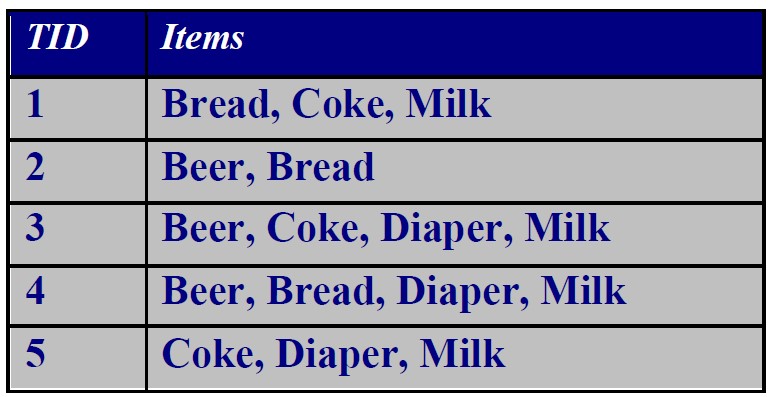 TID Items
1 Bread, Coke, Milk
2 Beer, Bread
3 Beer, Coke, Diaper, Milk
4 Beer, Bread, Diaper, Milk
5 Coke, Diaper, Milk